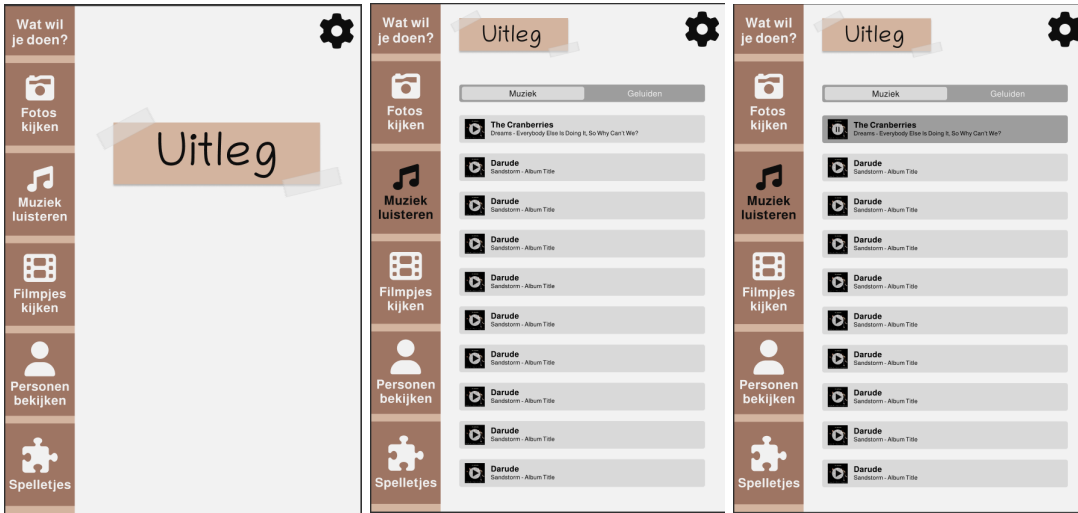 Wat wil
je doen?
Fotos
kijken
Muziek
luisteren
Filmpjes
kijken
Personen
bekijken
Spelletjes
Uitleg
Wat wil
je doen?
Fotos
kijken
Muziek
luisteren
Filmpjes
kijken
Personen
bekijken
Spelletjes
Uitleg
Muziek Geluiden
The Cranberries
Dreams - Everybody Else Is Doing It, So Why Can't We?
Darude
Sandstorm - Album Title
Darude
Sandstorm - Album Title
Darude
Sandstorm - Album Title
Darude
Sandstorm - Album Title
Darude
Sandstorm - Album Title
Darude
Sandstorm - Album Title
Darude
Sandstorm - Album Title
Darude
Sandstorm - Album Title
Darude
Sandstorm - Album Title
Wat wil
je doen?
Fotos
kijken
Muziek
luisteren
Filmpjes
kijken
Personen
bekijken
Spelletjes
Uitleg
Muziek Geluiden
The Cranberries
Dreams - Everybody Else Is Doing It, So Why Can't We?
Darude
Sandstorm - Album Title
Darude
Sandstorm - Album Title
Darude
Sandstorm - Album Title
Darude
Sandstorm - Album Title
Darude
Sandstorm - Album Title
Darude
Sandstorm - Album Title
Darude
Sandstorm - Album Title
Darude
Sandstorm - Album Title
Darude
Sandstorm - Album Title